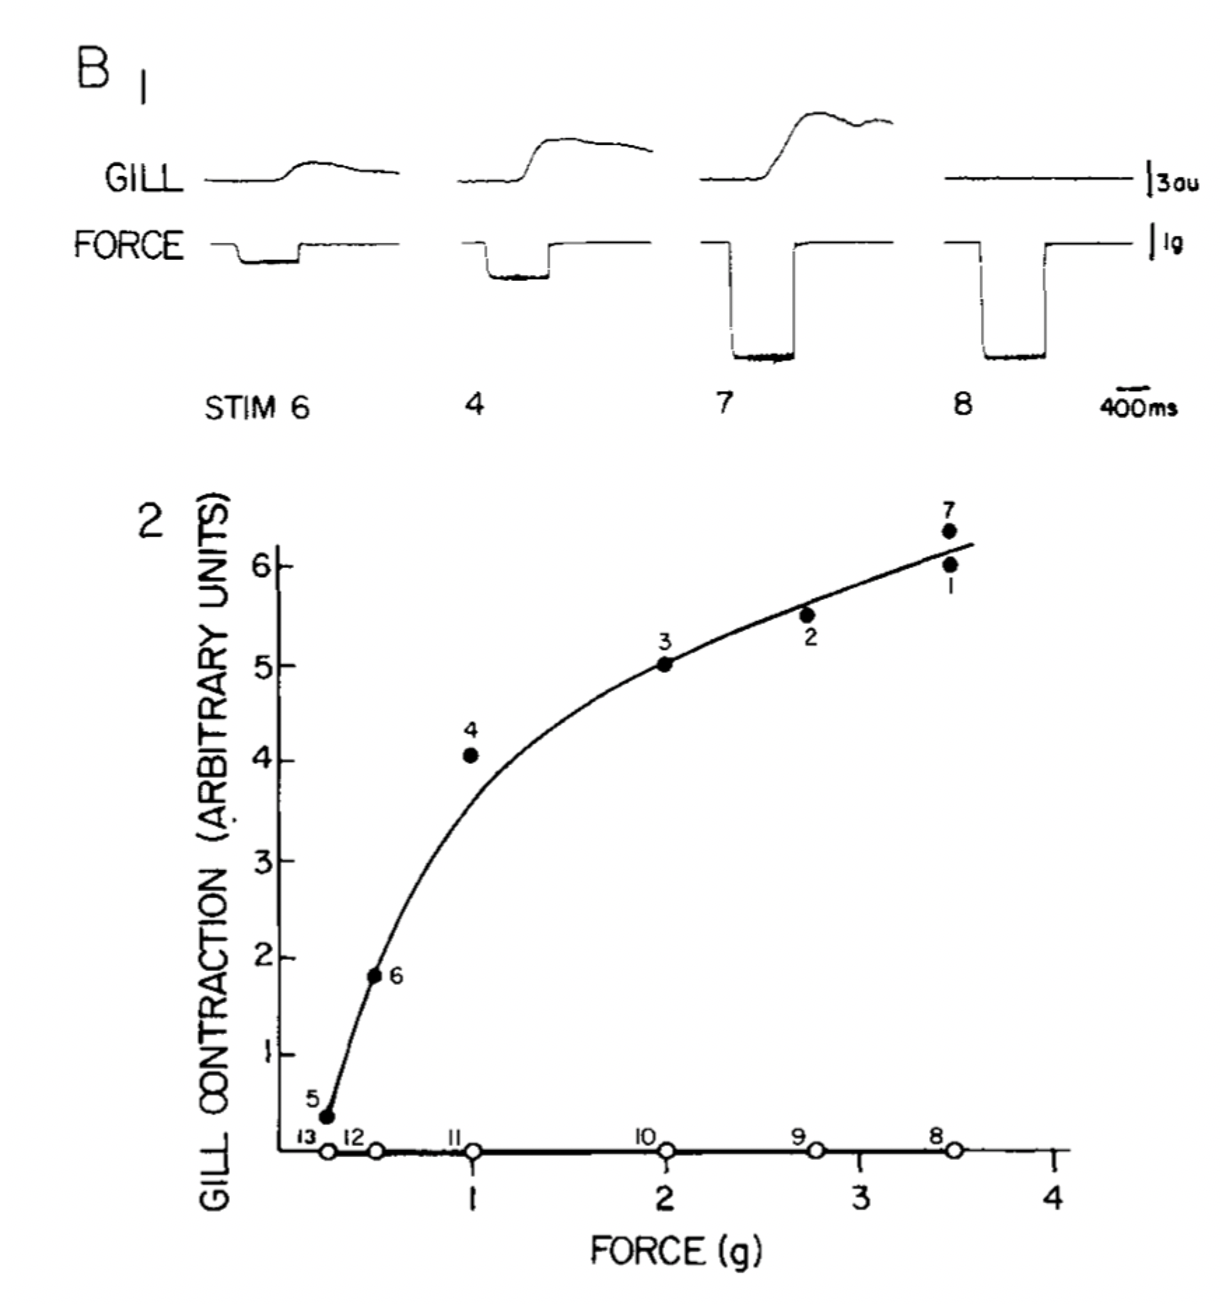 B 1
GILL
3au
FORCE
1g
STIM 6 4 7 8
400ms
2
GILL CONTRACTION (ARBITRARY UNITS)
7
6
1
2
3
5
4
4
3
2
6
1
5
13 12 11 10 9 8
1 2 3 4
FORCE (g)